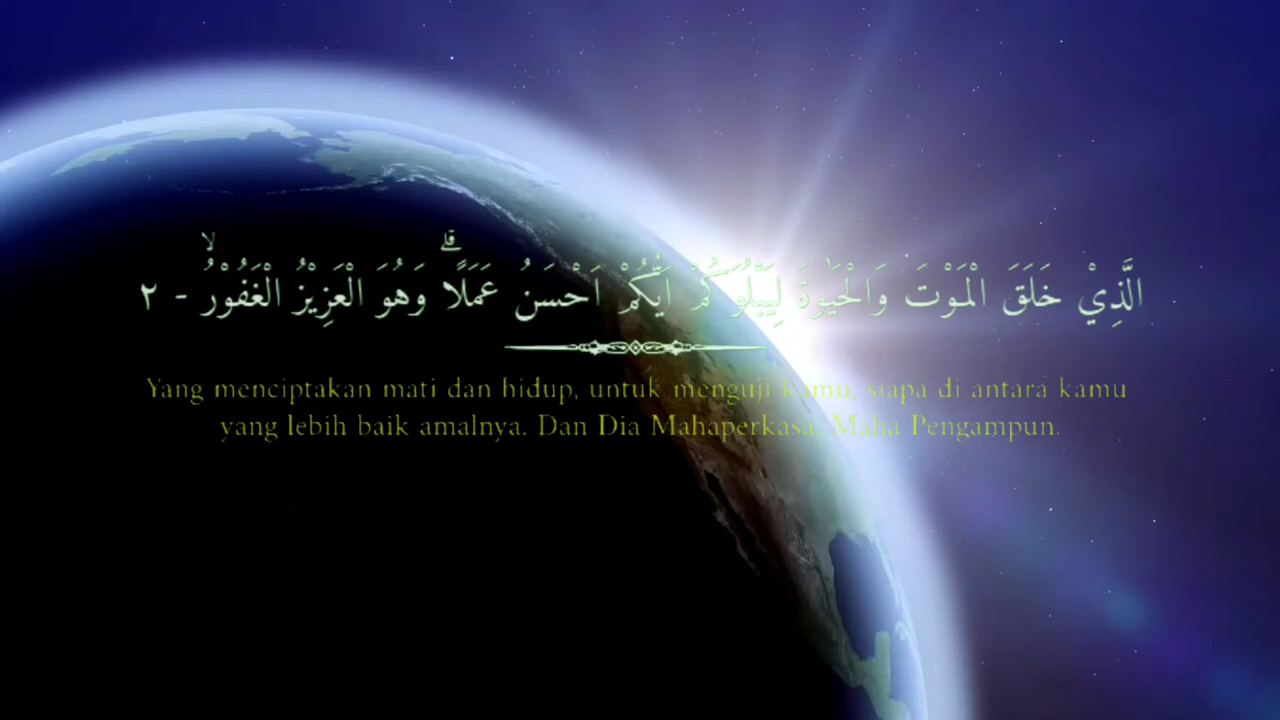 الَّذِيْ خَلَقَ الْمَوْتَ وَالْحَيٰوةَ لِيَبْلُوَكُمْ اَيُّكُمْ اَحْسَنُ عَمَلًاۗ وَهُوَ الْعَزِيْزُ الْغَفُوْرُۙ - ٢
Yang menciptakan mati dan hidup, untuk menguji kamu, siapa di antara kamu
yang lebih baik amalnya. Dan Dia Mahaperkasa, Maha Pengampun.